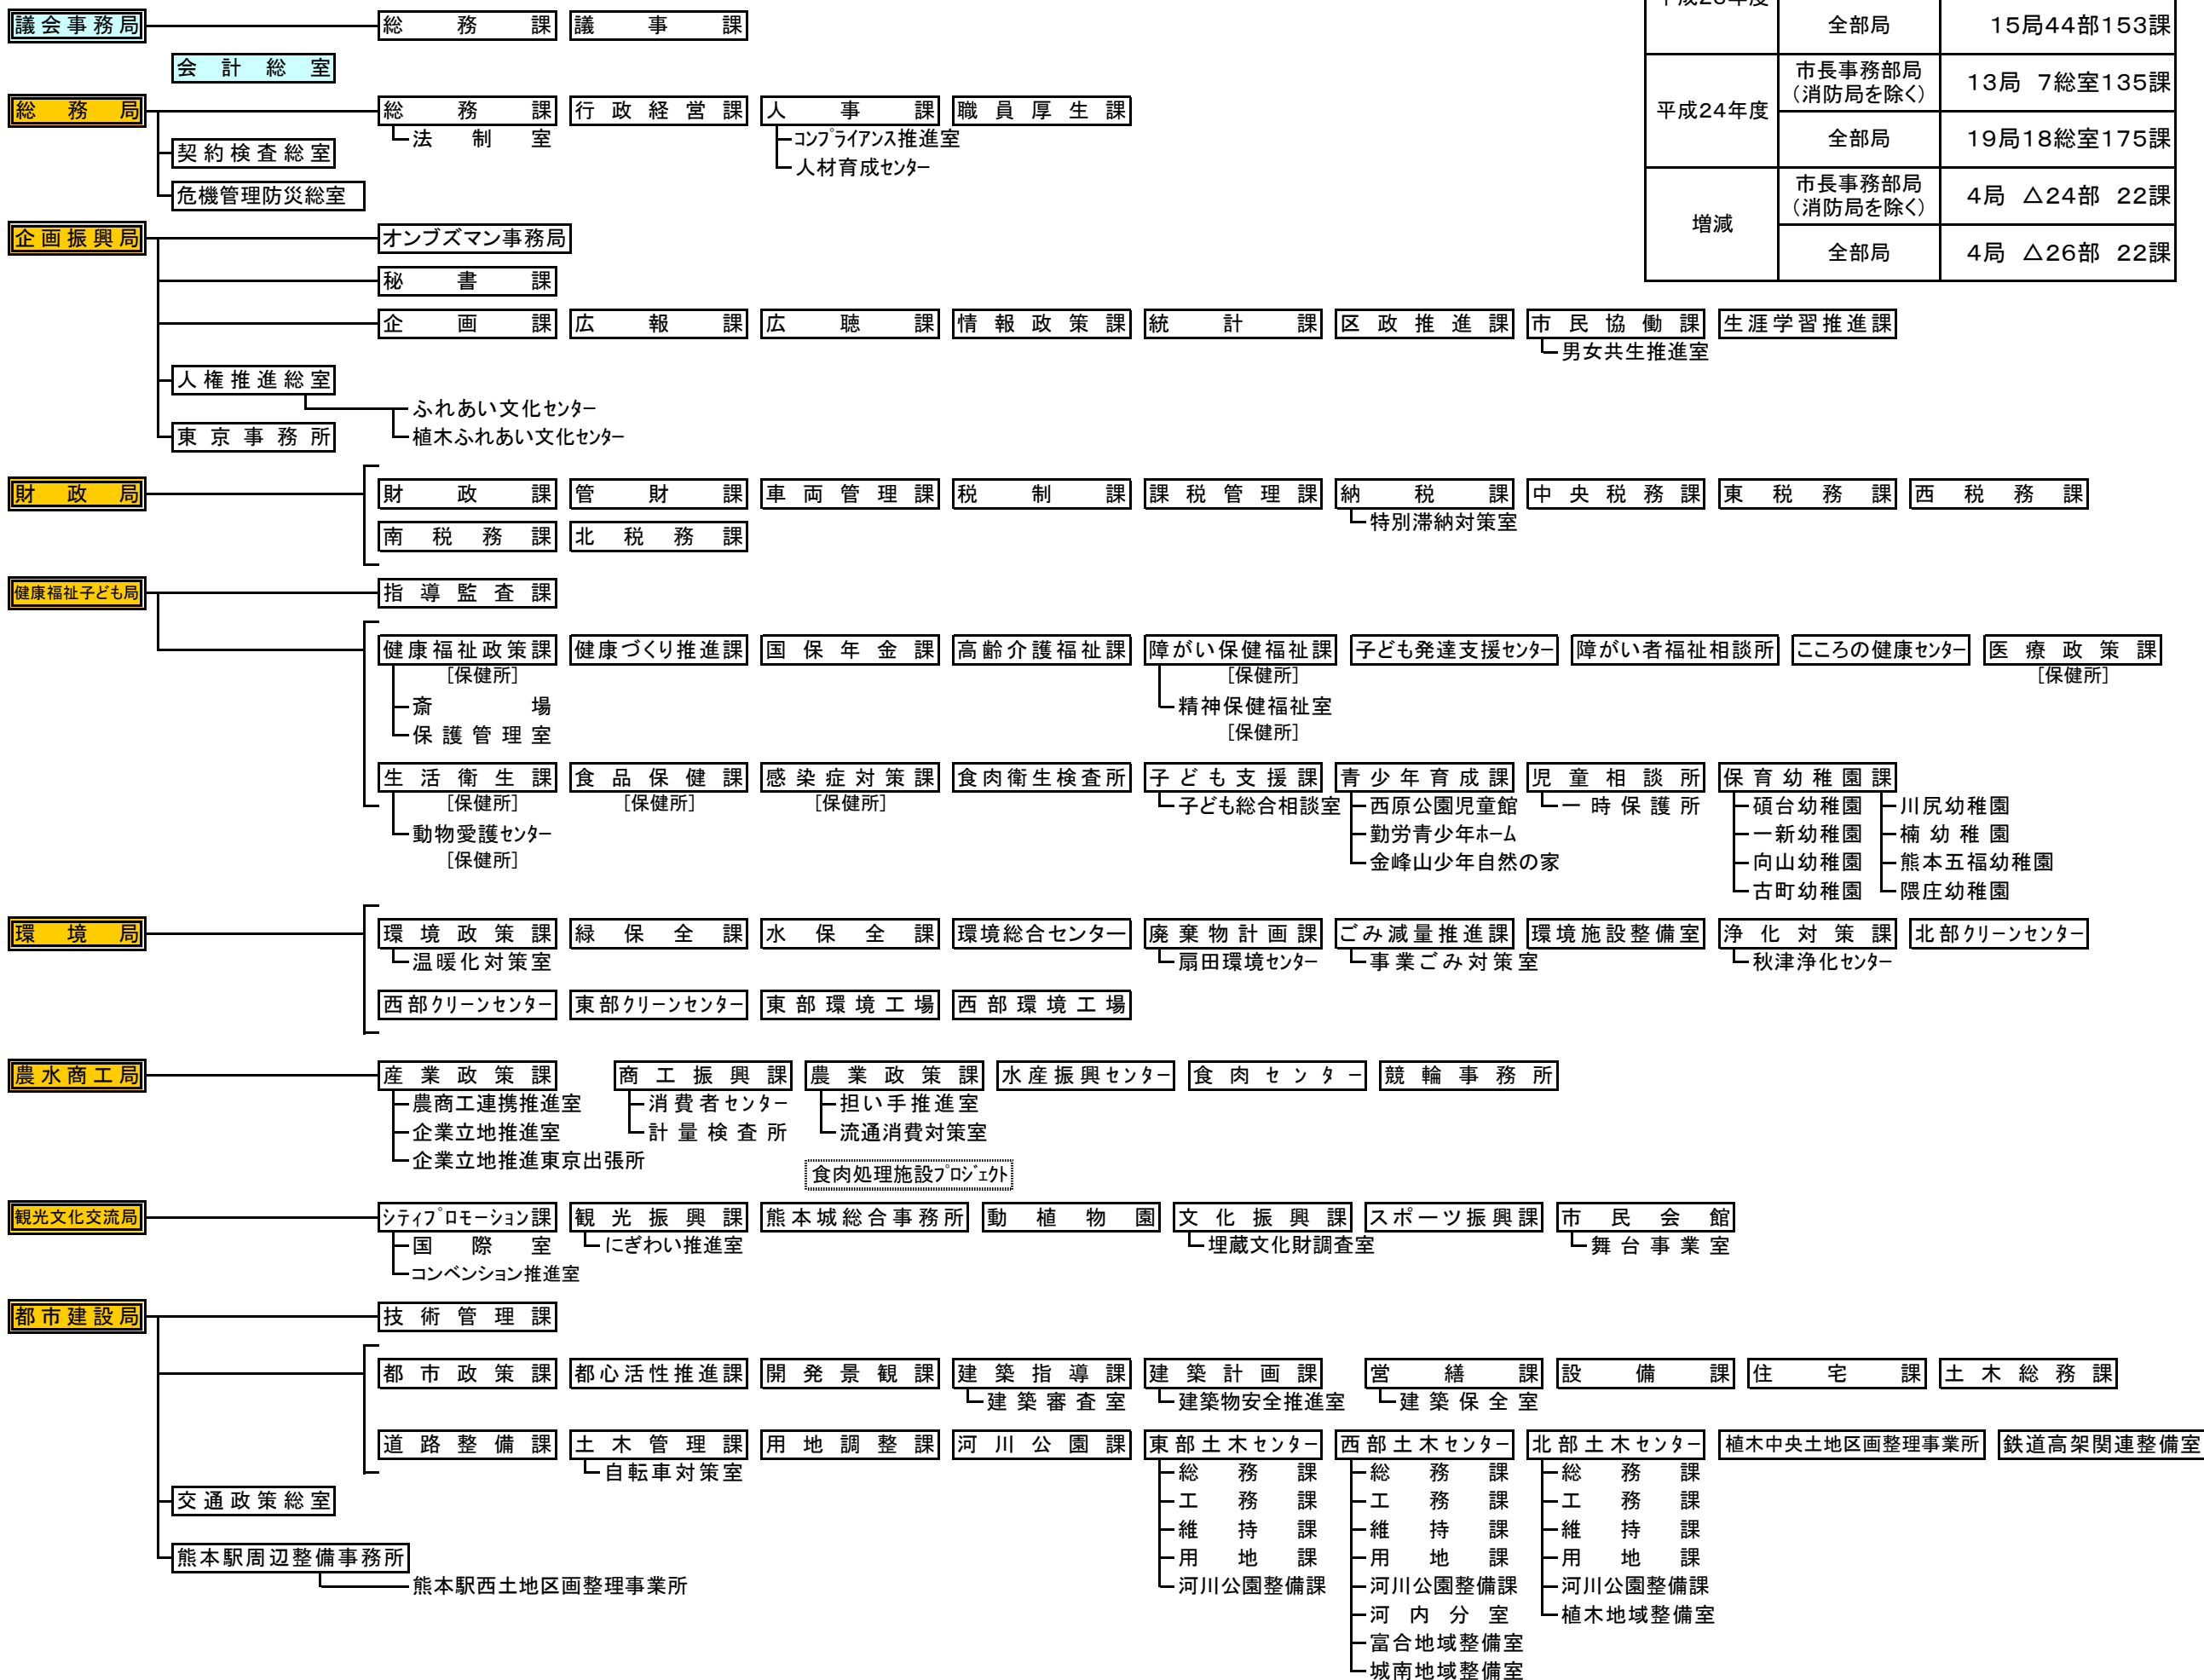 議会事務局 総務課 議事課
会計総室
総務局 総務課 行政経営課 人事課 職員厚生課
法制室 コンプライアンス推進室
契約検査総室 人材育成センター
危機管理防災総室
企画振興局 オンブズマン事務局
秘書課
企画課 広報課 広聴課 情報政策課 統計課 区政推進課 市民協働課 生涯学習推進課
男女共生推進室
人権推進総室
ふれあい文化センター
東京事務所 植木ふれあい文化センター
全部局 15局44部153課
平成24年度 市長事務部局(消防局を除く) 13局 7総室135課
全部局 19局18総室175課
増減 市長事務部局(消防局を除く) 4局 △24部 22課
全部局 4局 △26部 22課
財政局 財政課 管財課 車両管理課 税制課 課税管理課 納税課 中央税務課 東税務課 西税務課
特別滞納対策室
南税務課 北税務課
健康福祉子ども局 指導監査課
健康福祉政策課 健康づくり推進課 国保年金課 高齢介護福祉課 障がい保健福祉課 子ども発達支援センター 障がい者福祉相談所 こころの健康センター 医療政策課
[保健所] [保健所] [保健所]
斎場 精神保健福祉室
保護管理室 [保健所]
生活衛生課 食品保健課 感染症対策課 食肉衛生検査所 子ども支援課 青少年育成課 児童相談所 保育幼稚園課
[保健所] [保健所] [保健所] 子ども総合相談室 西原公園児童館 一時保護所 碩台幼稚園 川尻幼稚園
動物愛護センター 勤労青少年ホーム 一新幼稚園 楠幼稚園
[保健所] 金峰山少年自然の家 向山幼稚園 熊本五福幼稚園
古町幼稚園 隈庄幼稚園
環境局 環境政策課 緑保全課 水保全課 環境総合センター 廃棄物計画課 ごみ減量推進課 環境施設整備室 浄化対策課 北部クリーンセンター
温暖化対策室 扇田環境センター 事業ごみ対策室 秋津浄化センター
西部クリーンセンター 東部クリーンセンター 東部環境工場 西部環境工場
農水商工局 産業政策課 商工振興課 農業政策課 水産振興センター 食肉センター 競輪事務所
農商工連携推進室 消費者センター 担い手推進室
企業立地推進室 計量検査所 流通消費対策室
企業立地推進東京出張所
食肉処理施設プロジェクト
観光文化交流局 シティプロモーション課 観光振興課 熊本城総合事務所 動植物園 文化振興課 スポーツ振興課 市民会館
国際室 にぎわい推進室 埋蔵文化財調査室 舞台事業室
コンベンション推進室
都市建設局 技術管理課
都市政策課 都心活性推進課 開発景観課 建築指導課 建築計画課 営繕課 設備課 住宅課 土木総務課
建築審査室 建築物安全推進室 建築保全室
道路整備課 土木管理課 用地調整課 河川公園課 東部土木センター 西部土木センター 北部土木センター 植木中央土地区画整理事業所 鉄道高架関連整備室
自転車対策室 総務課 総務課 総務課
交通政策総室 工務課 工務課 工務課
維持課 維持課 維持課
熊本駅周辺整備事務所 用地課 用地課 用地課
熊本駅西土地区画整理事業所 河川公園整備課 河川公園整備課 河川公園整備課
河内分室 植木地域整備室
富合地域整備室
城南地域整備室